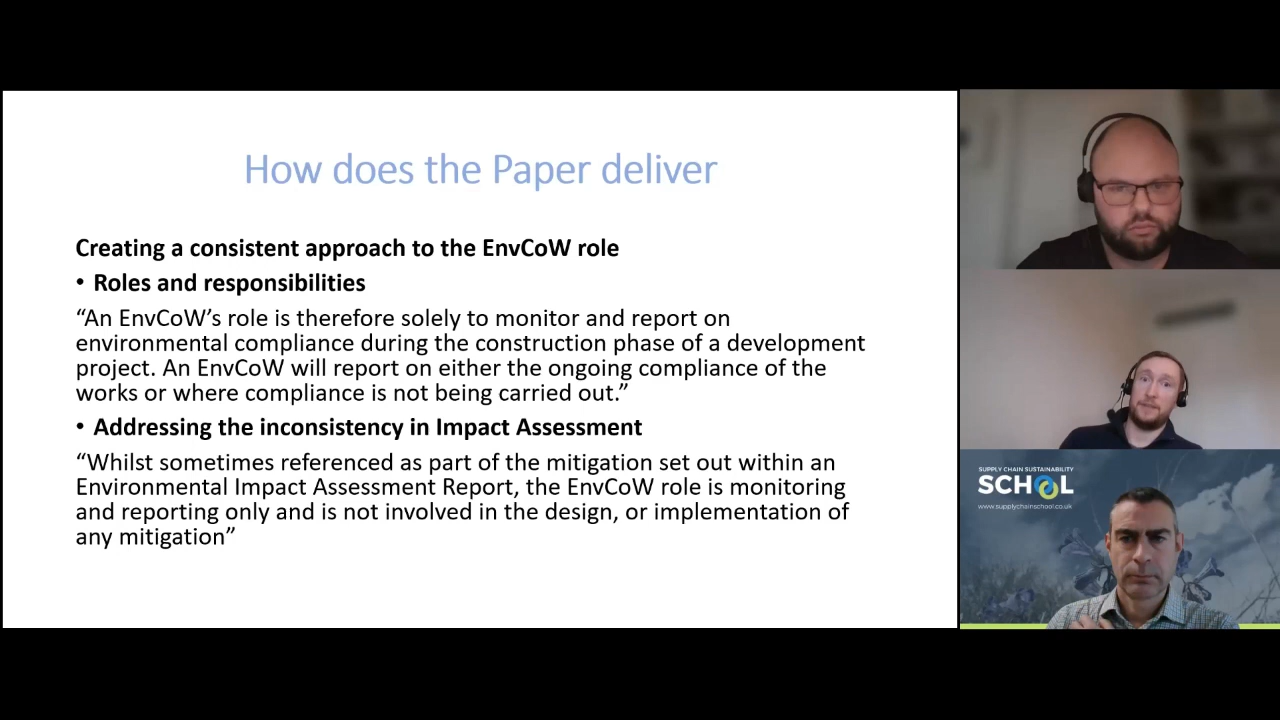 How does the Paper deliver
Creating a consistent approach to the EnvCoW role
• Roles and responsibilities
“An EnvCoW’s role is therefore solely to monitor and report on
environmental compliance during the construction phase of a development
project. An EnvCoW will report on either the ongoing compliance of the
works or where compliance is not being carried out.”
• Addressing the inconsistency in Impact Assessment
“Whilst sometimes referenced as part of the mitigation set out within an
Environmental Impact Assessment Report, the EnvCoW role is monitoring
and reporting only and is not involved in the design, or implementation of
any mitigation”
SUPPLY CHAIN SUSTAINABILITY
SCHOOL
www.supplychainschool.co.uk